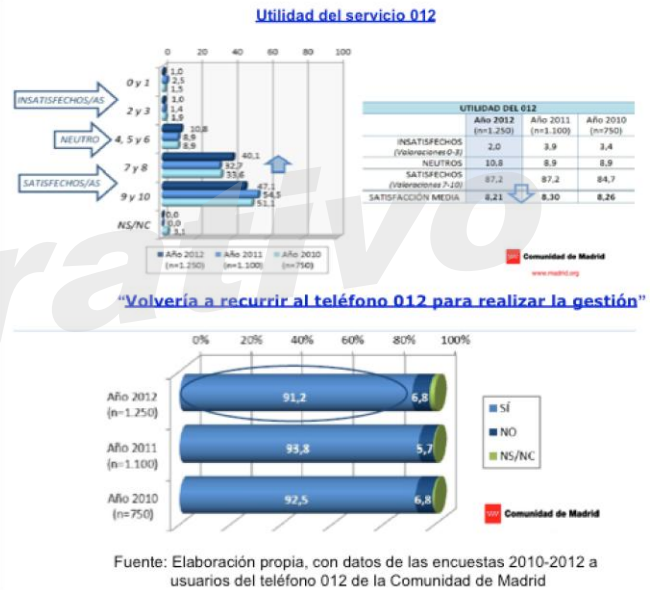 Utilidad del servicio 012
0 20 40 60 80 100
INSATISFECHOS/AS
NEUTRO
SATISFECHOS/AS
0 y 1
1,0
2,5
1,5
2 y 3
1,0
1,4
1,9
4, 5 y 6
10,8
8,9
8,9
7 y 8
40,1
32,7
33,6
9 y 10
47,1
54,5
51,1
NS/NC
0,0
0,0
3,1
Año 2012 Año 2011 Año 2010
(n=1.250) (n=1.100) (n=750)
UTILIDAD DEL 012
Año 2012 Año 2011 Año 2010
(n=1.250) (n=1.100) (n=750)
INSATISFECHOS
(Valoraciones 0-3) 2,0 3,9 3,4
NEUTROS 10,8 8,9 8,9
SATISFECHOS
(Valoraciones 7-10) 87,2 87,2 84,7
SATISFACCIÓN MEDIA 8,21 8,30 8,26
Comunidad de Madrid
www.madrid.org
rativo
“Volvería a recurrir al teléfono 012 para realizar la gestión”
0% 20% 40% 60% 80% 100%
Año 2012
(n=1.250)
91,2 6,8
Año 2011
(n=1.100)
93,8 5,7
Año 2010
(n=750)
92,5 6,8
SÍ
NO
NS/NC
Comunidad de Madrid
Fuente: Elaboración propia, con datos de las encuestas 2010-2012 a
usuarios del teléfono 012 de la Comunidad de Madrid